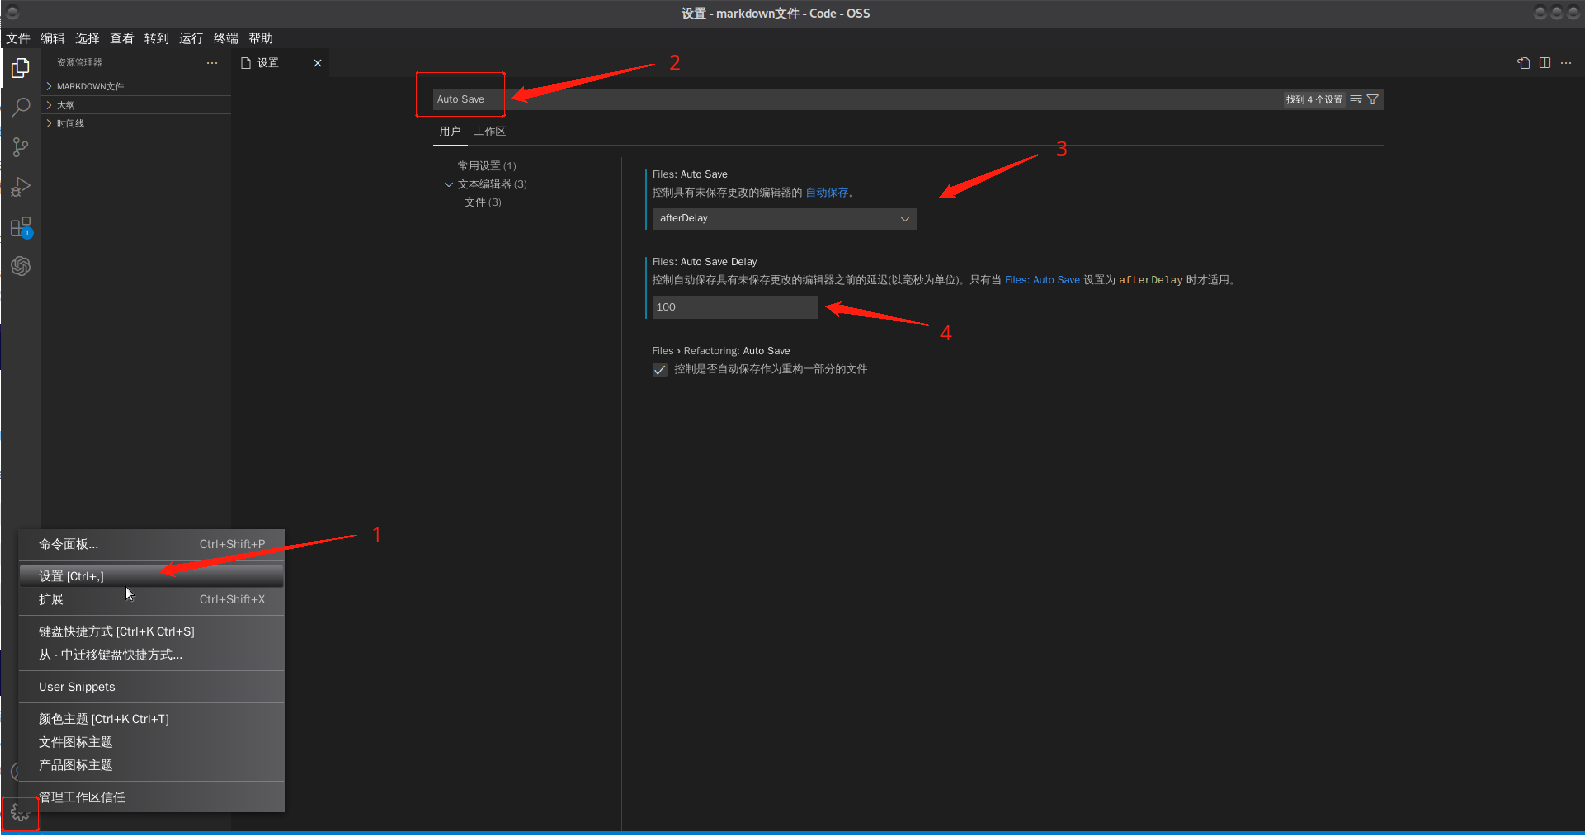 设置 - markdown文件 - Code - OSS
文件 编辑 选择 查看 转到 运行 终端 帮助
资源管理器
MARKDOWN文件
大纲
时间线
设置
2
Auto Save
找到 4 个设置
用户 工作区
常用设置 (1)
文本编辑器 (3)
文件 (3)
3
Files: Auto Save
控制具有未保存更改的编辑器的 自动保存。
afterDelay
Files: Auto Save Delay
控制自动保存具有未保存更改的编辑器之前的延迟(以毫秒为单位)。只有当 Files: Auto Save 设置为 afterDelay 时才适用。
100
4
Files › Refactoring: Auto Save
控制是否自动保存作为重构一部分的文件
1
1
命令面板... Ctrl+Shift+P
设置 [Ctrl+,]
扩展 Ctrl+Shift+X
键盘快捷方式 [Ctrl+K Ctrl+S]
从 · 中迁移键盘快捷方式...
User Snippets
颜色主题 [Ctrl+K Ctrl+T]
文件图标主题
产品图标主题
管理工作区信任